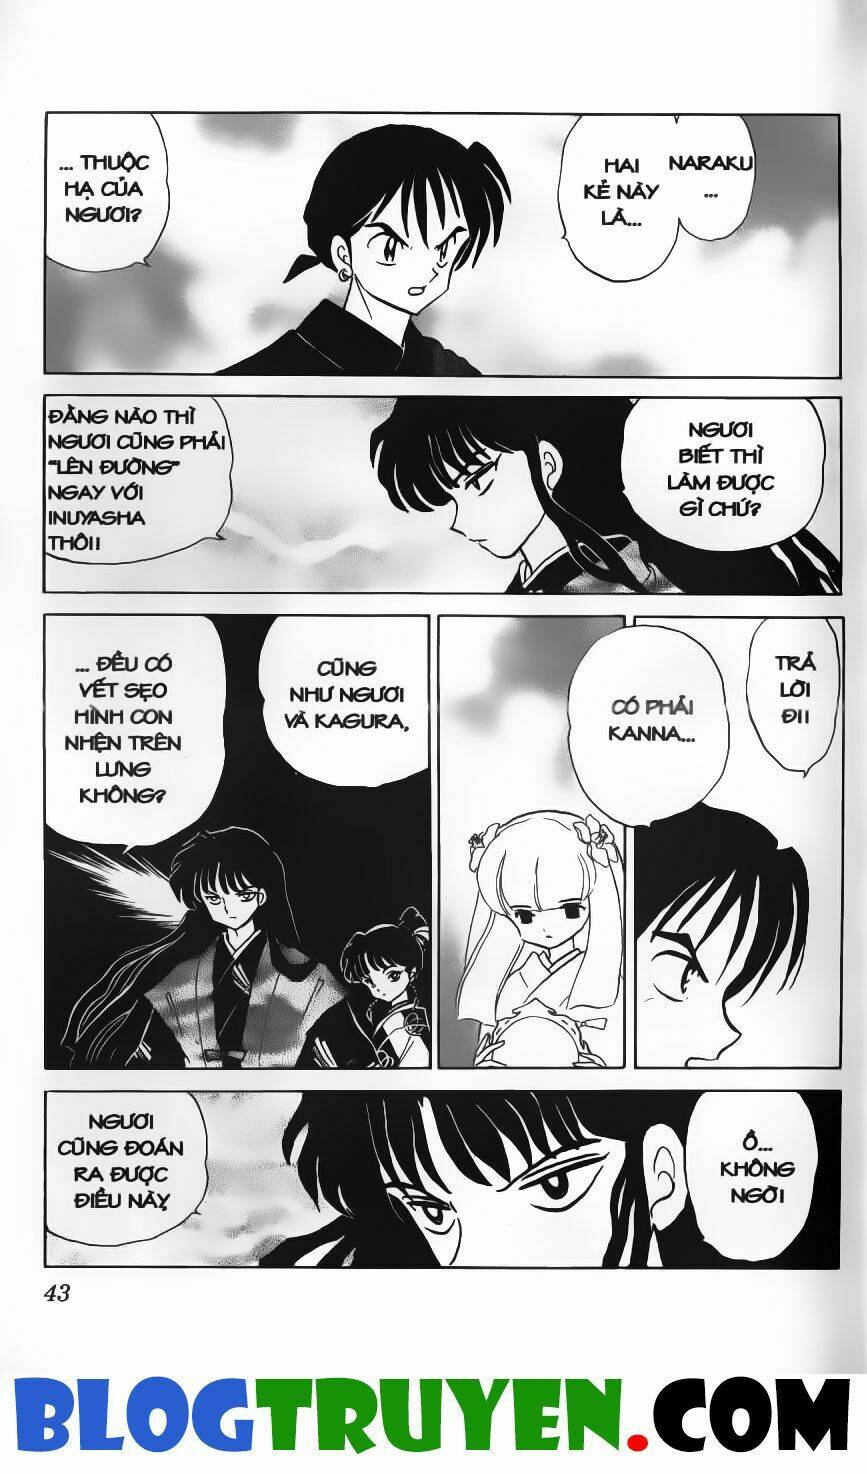 NARAKU
...
HAI
KẺ NÀY
LÀ...
... THUỘC
HẠ CỦA
NGƯƠI?
NGƯƠI
BIẾT THÌ
LÀM ĐƯỢC
GÌ CHỨ?
ĐẰNG NÀO THÌ
NGƯƠI CŨNG PHẢI
"LÊN ĐƯỜNG"
NGAY VỚI
INUYASHA
THÔI!
TRẢ
LỜI
ĐI!
CÓ PHẢI
KANNA...
CŨNG
NHƯ NGƯƠI
VÀ KAGURA,
... ĐỀU CÓ
VẾT SẸO
HÌNH CON
NHỆN TRÊN
LƯNG
KHÔNG?
Ồ...
KHÔNG
NGỜ
NGƯƠI
CŨNG ĐOÁN
RA ĐƯỢC
ĐIỀU NÀY.
43
BLOGTRUYEN.COM